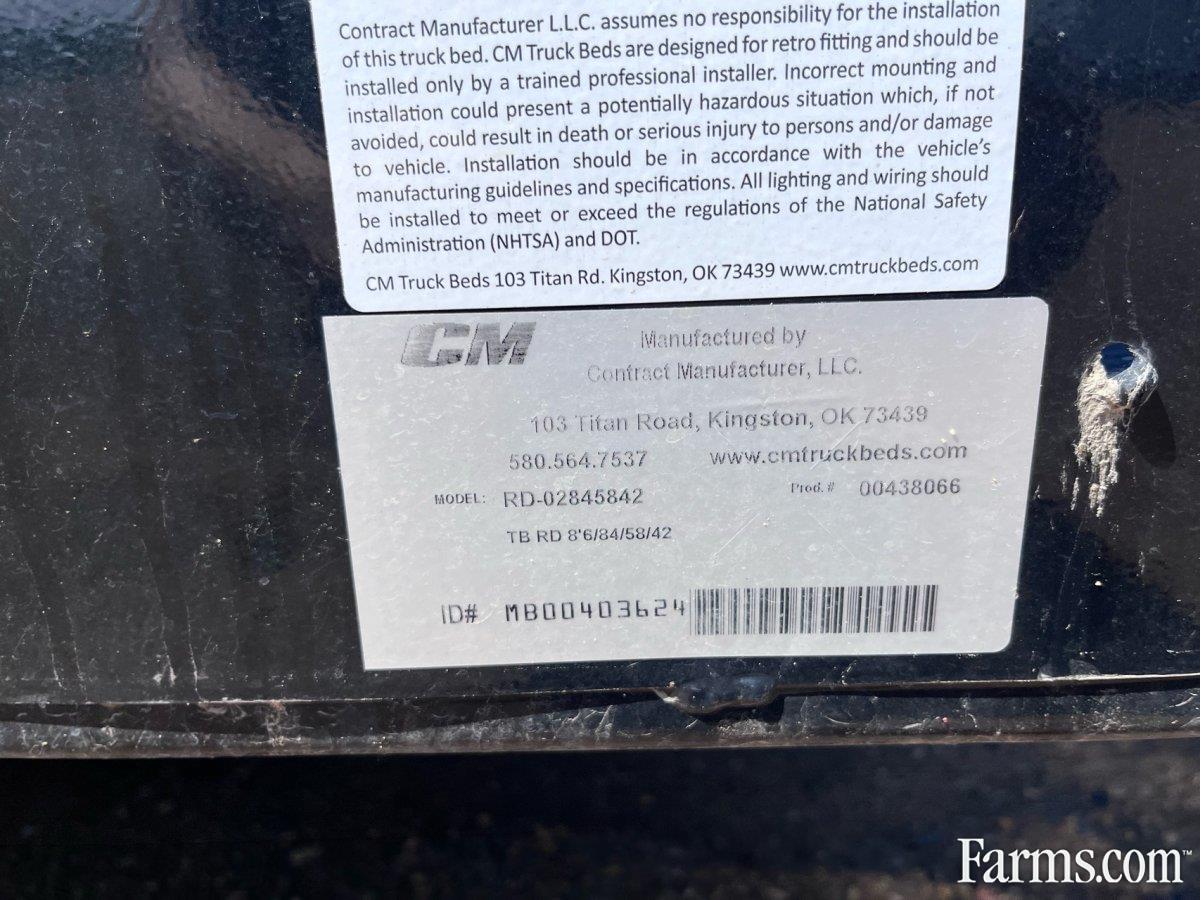 Contract Manufacturer L.L.C. assumes no responsibility for the installation
of this truck bed. CM Truck Beds are designed for retro fitting and should be
installed only by a trained professional installer. Incorrect mounting and
installation could present a potentially hazardous situation which, if not
avoided, could result in death or serious injury to persons and/or damage
to vehicle. Installation should be in accordance with the vehicle's
manufacturing guidelines and specifications. All lighting and wiring should
be installed to meet or exceed the regulations of the National Safety
Administration (NHTSA) and DOT.
CM Truck Beds 103 Titan Rd. Kingston, OK 73439 www.cmtruckbeds.com
CM Manufactured by
Contract Manufacturer, LLC.
103 Titan Road, Kingston, OK 73439
580.564.7537 www.cmtruckbeds.com
MODEL: RD-02845842 Prod.# 00438066
TB RD 8'6/84/58/42
ID# MB00403624
Farms.com™